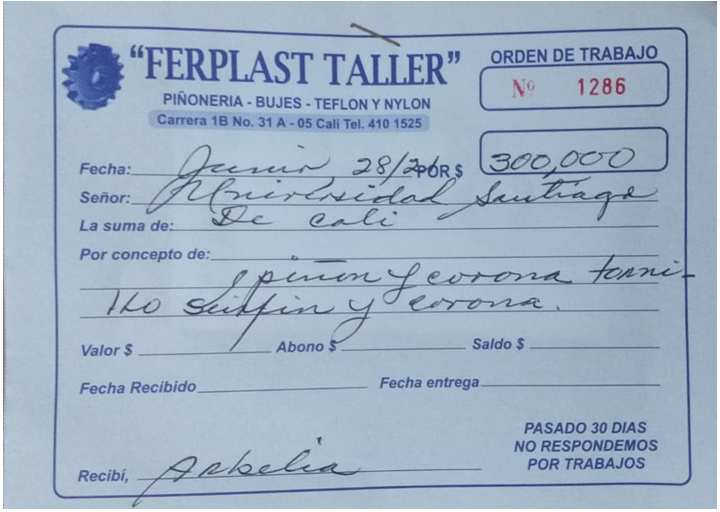 "FERPLAST TALLER"
PIÑONERIA - BUJES - TEFLON Y NYLON
Carrera 1B No. 31 A - 05 Cali Tel. 410 1525
ORDEN DE TRABAJO
Nº 1286
Fecha: Junio, 28/21 POR $ 300,000
Señor: Universidad Santiago
La suma de: De cali
Por concepto de:
piñon y corona torni-
llo sinfin y corona.
Valor $ Abono $ Saldo $
Fecha Recibido Fecha entrega
PASADO 30 DIAS
NO RESPONDEMOS
POR TRABAJOS
Recibí, Arbelia